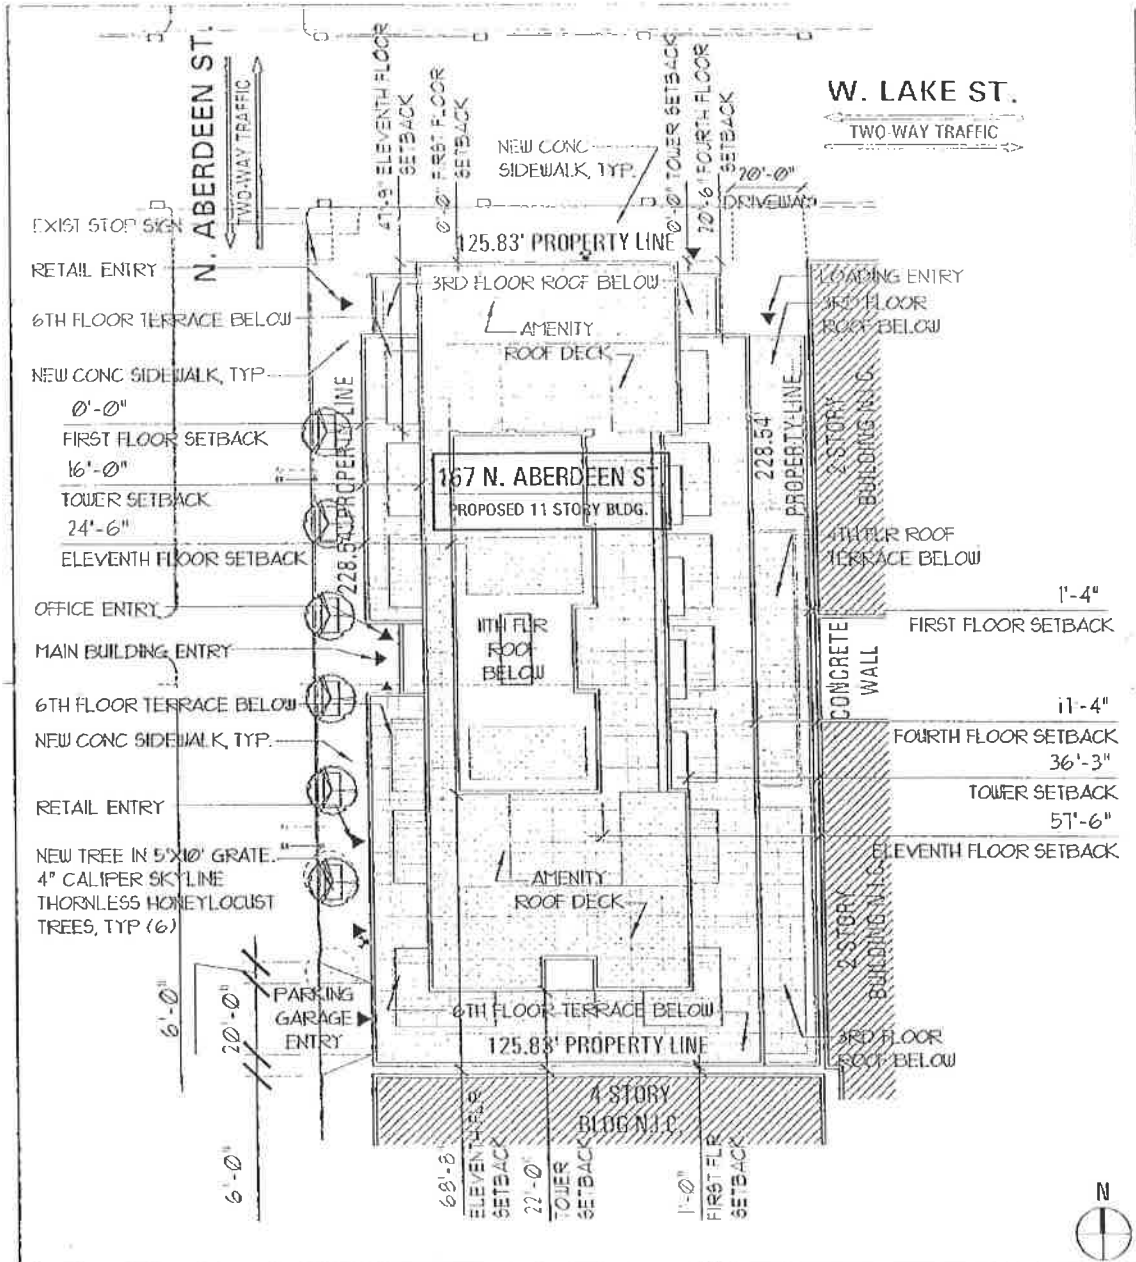 N. ABERDEEN ST.
TWO-WAY TRAFFIC
W. LAKE ST.
TWO-WAY TRAFFIC
ELEVENTH FLOOR
SETBACK
0'-0" FIRST FLOOR
SETBACK
NEW CONC
SIDEWALK, TYP.
0'-0" TOWER SETBACK
20'-6" FOURTH FLOOR
SETBACK
20'-0"
DRIVEWAY
125.83' PROPERTY LINE
EXIST STOP SIGN
RETAIL ENTRY
6TH FLOOR TERRACE BELOW
NEW CONC SIDEWALK, TYP
0'-0"
FIRST FLOOR SETBACK
16'-0"
TOWER SETBACK
24'-6"
ELEVENTH FLOOR SETBACK
OFFICE ENTRY
MAIN BUILDING ENTRY
6TH FLOOR TERRACE BELOW
NEW CONC SIDEWALK, TYP.
RETAIL ENTRY
NEW TREE IN 5'X10' GRATE.
4" CALIPER SKYLINE
THORNLESS HONEYLOCUST
TREES, TYP (6)
228.54' PROPERTY LINE
3RD FLOOR ROOF BELOW
AMENITY
ROOF DECK
167 N. ABERDEEN ST.
PROPOSED 11 STORY BLDG.
11TH FLR
ROOF
BELOW
AMENITY
ROOF DECK
6TH FLOOR TERRACE BELOW
125.83' PROPERTY LINE
228.54'
PROPERTY LINE
LOADING ENTRY
3RD FLOOR
ROOF BELOW
2-STORY
BUILDING N.I.C.
4TH FLR ROOF
TERRACE BELOW
1'-4"
FIRST FLOOR SETBACK
CONCRETE
WALL
11'-4"
FOURTH FLOOR SETBACK
36'-3"
TOWER SETBACK
57'-6"
ELEVENTH FLOOR SETBACK
2-STORY
BUILDING N.I.C.
3RD FLOOR
ROOF BELOW
PARKING
GARAGE
ENTRY
6'-0"
20'-0"
6'-0"
4 STORY
BLDG N.I.C.
68'-8"
ELEVENTH FLR
SETBACK
22'-0"
TOWER
SETBACK
1'-0"
FIRST FLR
SETBACK
N